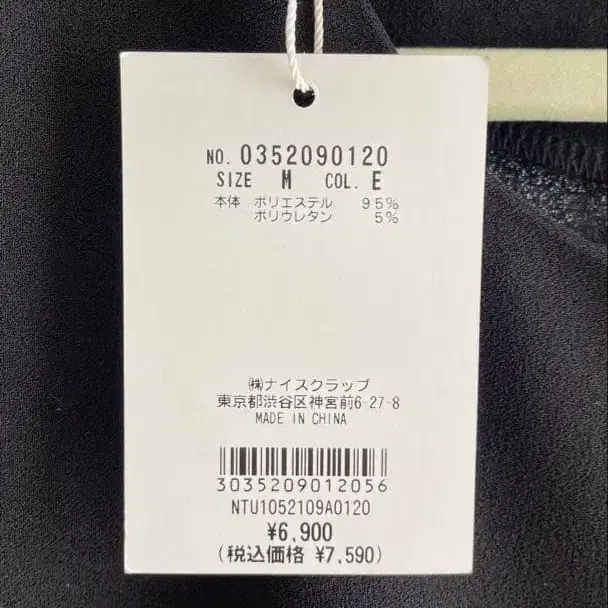 NO. 0352090120
SIZE M COL. E
本体 ポリエステル 95%
ポリウレタン 5%
㈱ナイスクラップ
東京都渋谷区神宮前6-27-8
MADE IN CHINA
3035209012056
NTU1052109A0120
¥6,900
(税込価格 ¥7,590)